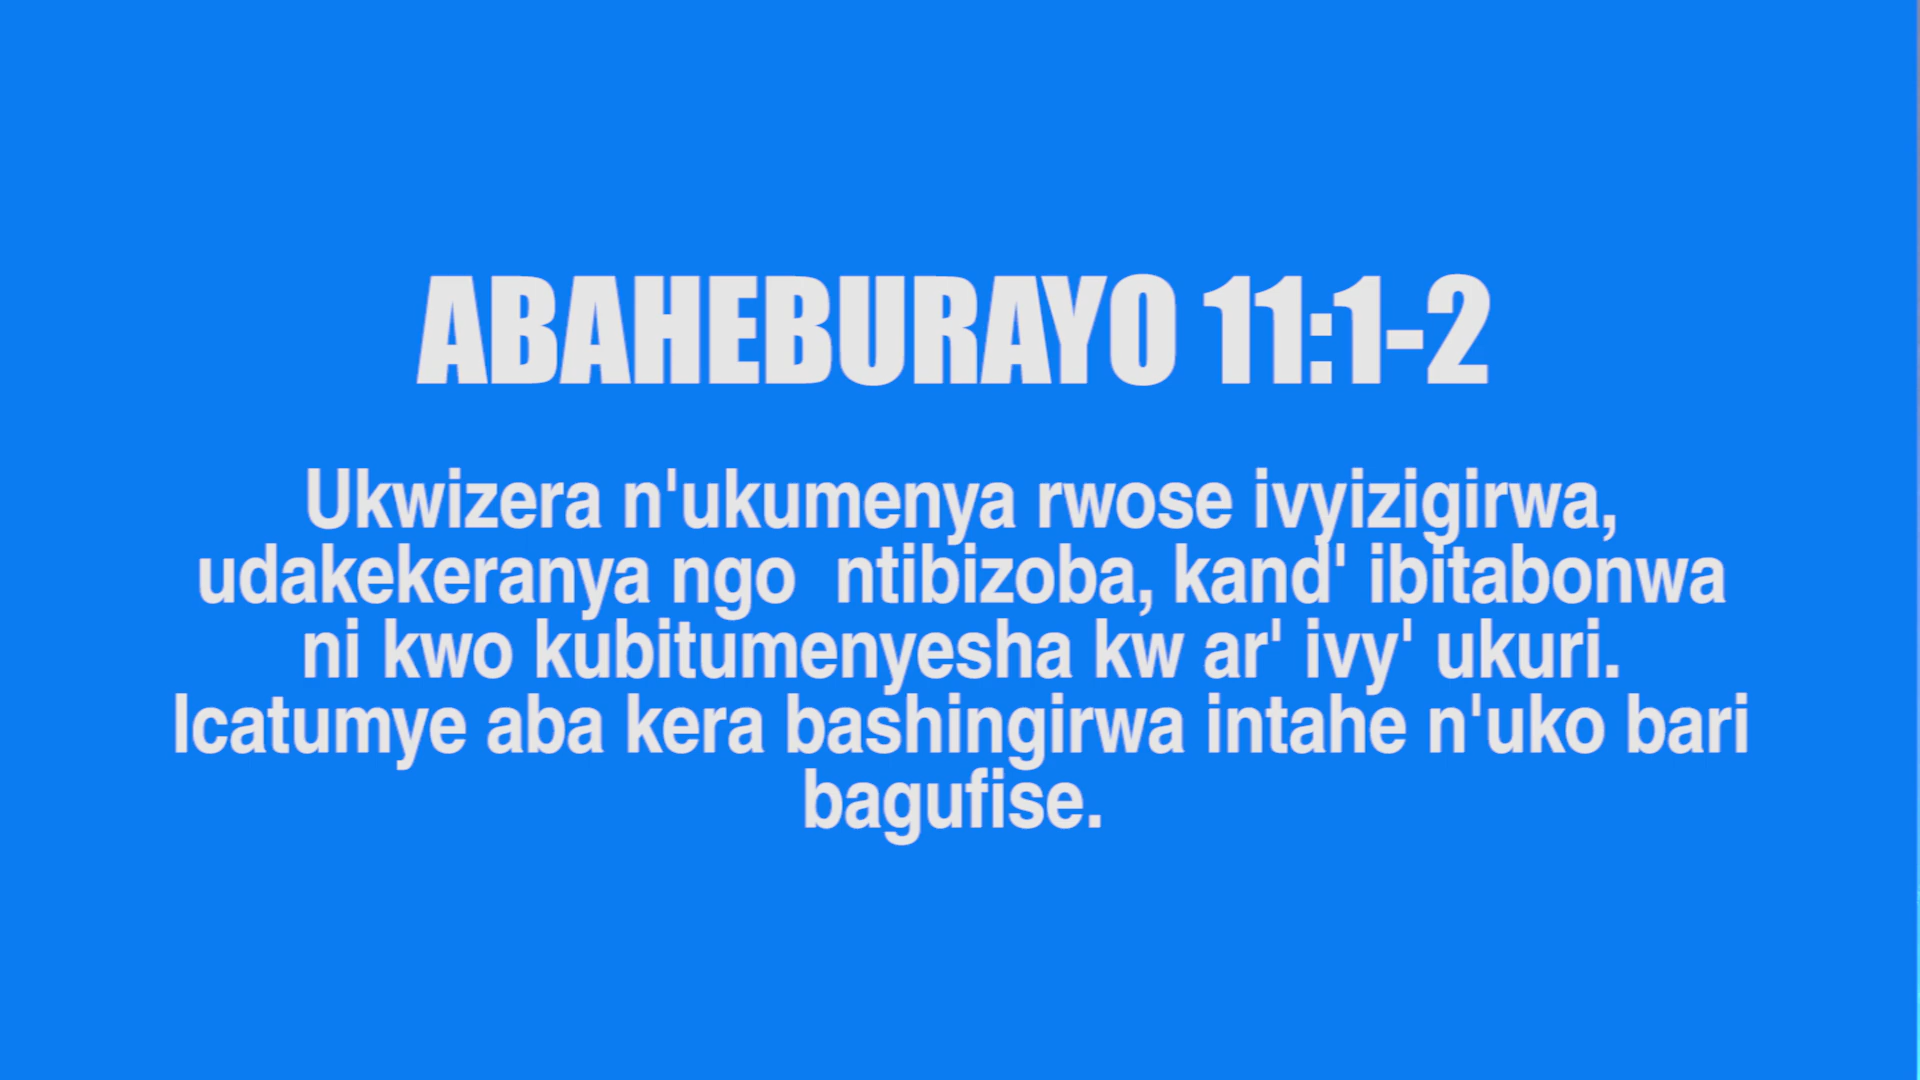 ABAHEBURAYO 11:1-2
Ukwizera n'ukumenya rwose ivyizigirwa,
udakekeranya ngo  ntibizoba, kand' ibitabonwa
ni kwo kubitumenyesha kw ar' ivy' ukuri.
Icatumye aba kera bashingirwa intahe n'uko bari
bagufise.